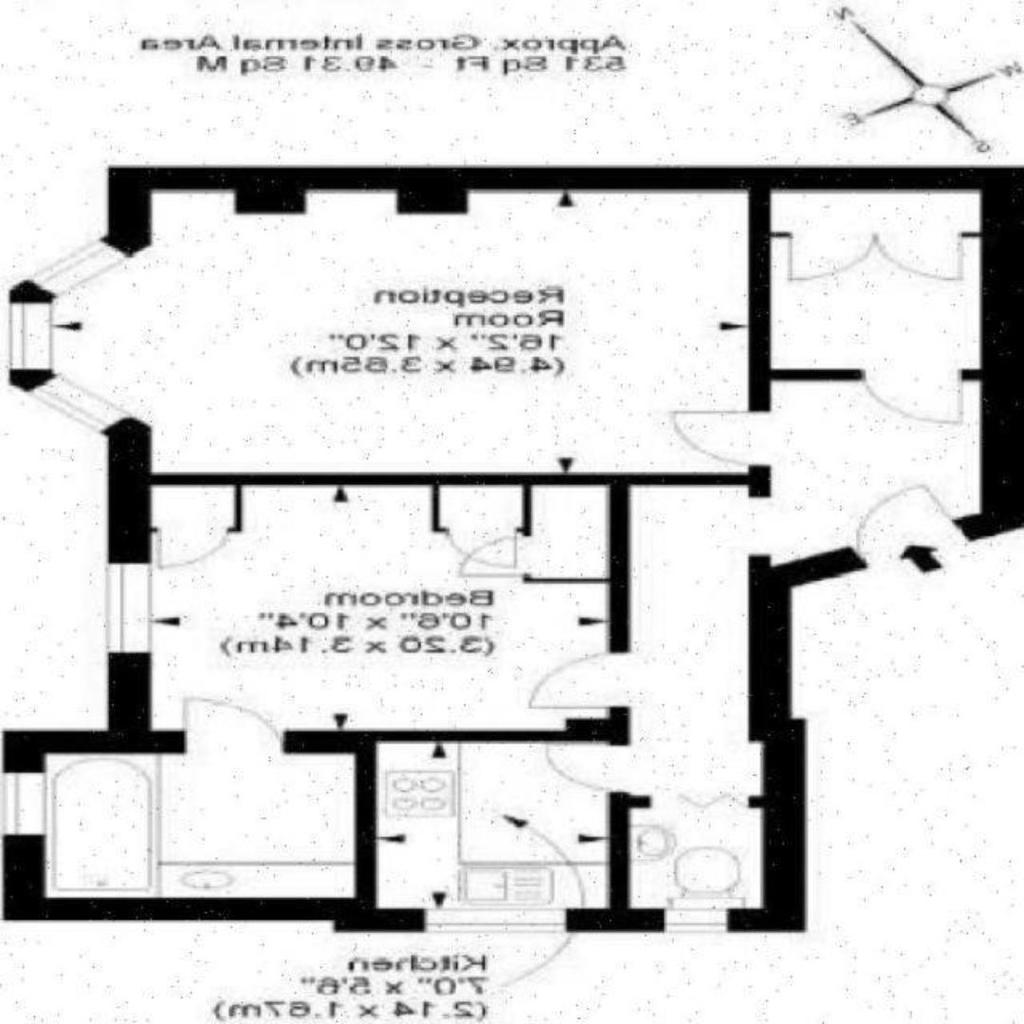 Approx. Gross Internal Area
531 Sq Ft - 49.31 Sq M
N
W
E
S
Reception
Room
16'2" x 12'0"
(4.94 x 3.65m)
Bedroom
10'6" x 10'4"
(3.20 x 3.14m)
Kitchen
7'0" x 5'6"
(2.14 x 1.67m)